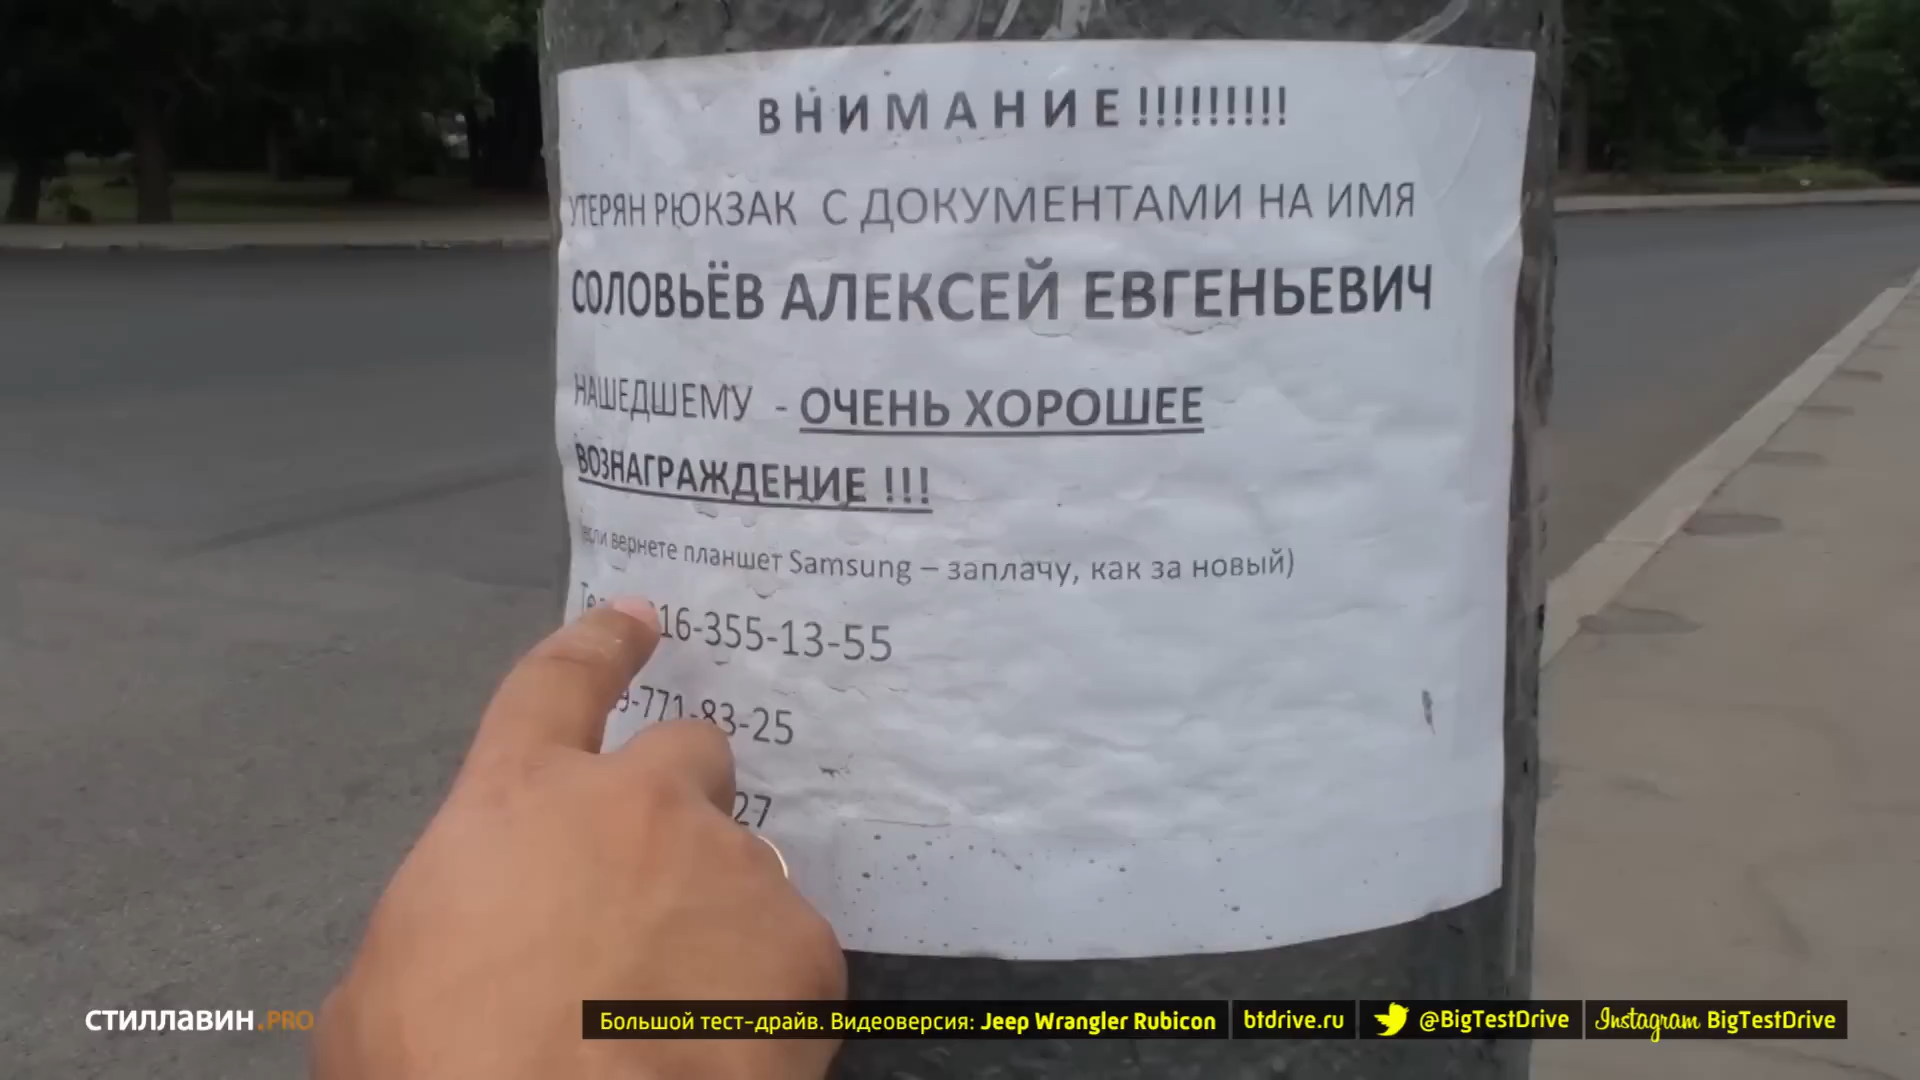 ВНИМАНИЕ!!!!!!!!!
УТЕРЯН РЮКЗАК С ДОКУМЕНТАМИ НА ИМЯ
СОЛОВЬЁВ АЛЕКСЕЙ ЕВГЕНЬЕВИЧ
НАШЕДШЕМУ - ОЧЕНЬ ХОРОШЕЕ
ВОЗНАГРАЖДЕНИЕ !!!
если вернете планшет Samsung – заплачу, как за новый)
16-355-13-55
9-771-83-25
27
СТИЛЛАВИН.PRO
Большой тест-драйв. Видеоверсия: Jeep Wrangler Rubicon
btdrive.ru
@BigTestDrive
Instagram BigTestDrive